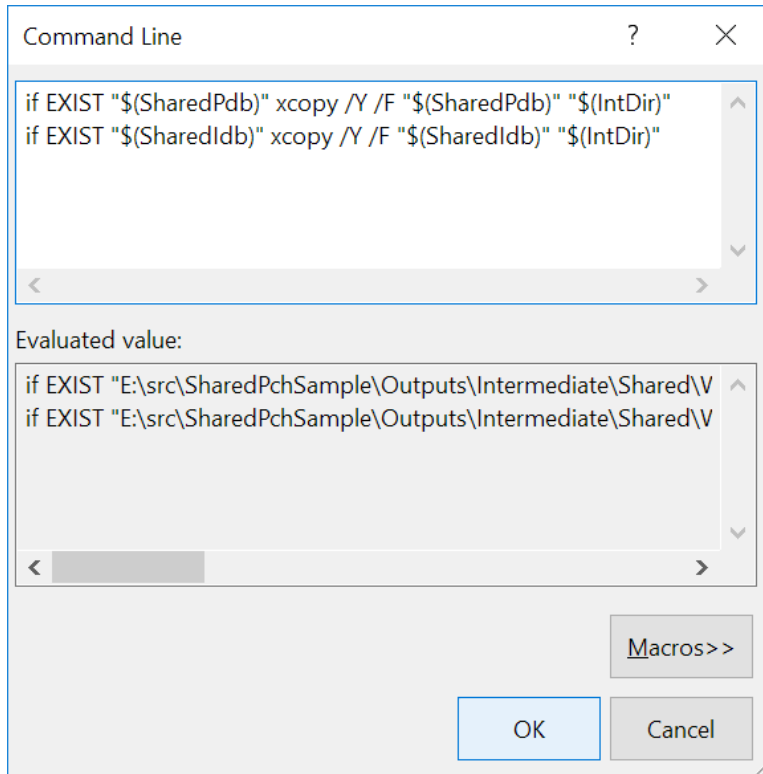 Command Line
if EXIST "$(SharedPdb)" xcopy /Y /F "$(SharedPdb)" "$(IntDir)"
if EXIST "$(SharedIdb)" xcopy /Y /F "$(SharedIdb)" "$(IntDir)"
Evaluated value:
if EXIST "E:\src\SharedPchSample\Outputs\Intermediate\Shared\V
if EXIST "E:\src\SharedPchSample\Outputs\Intermediate\Shared\V
Macros>>
OK Cancel